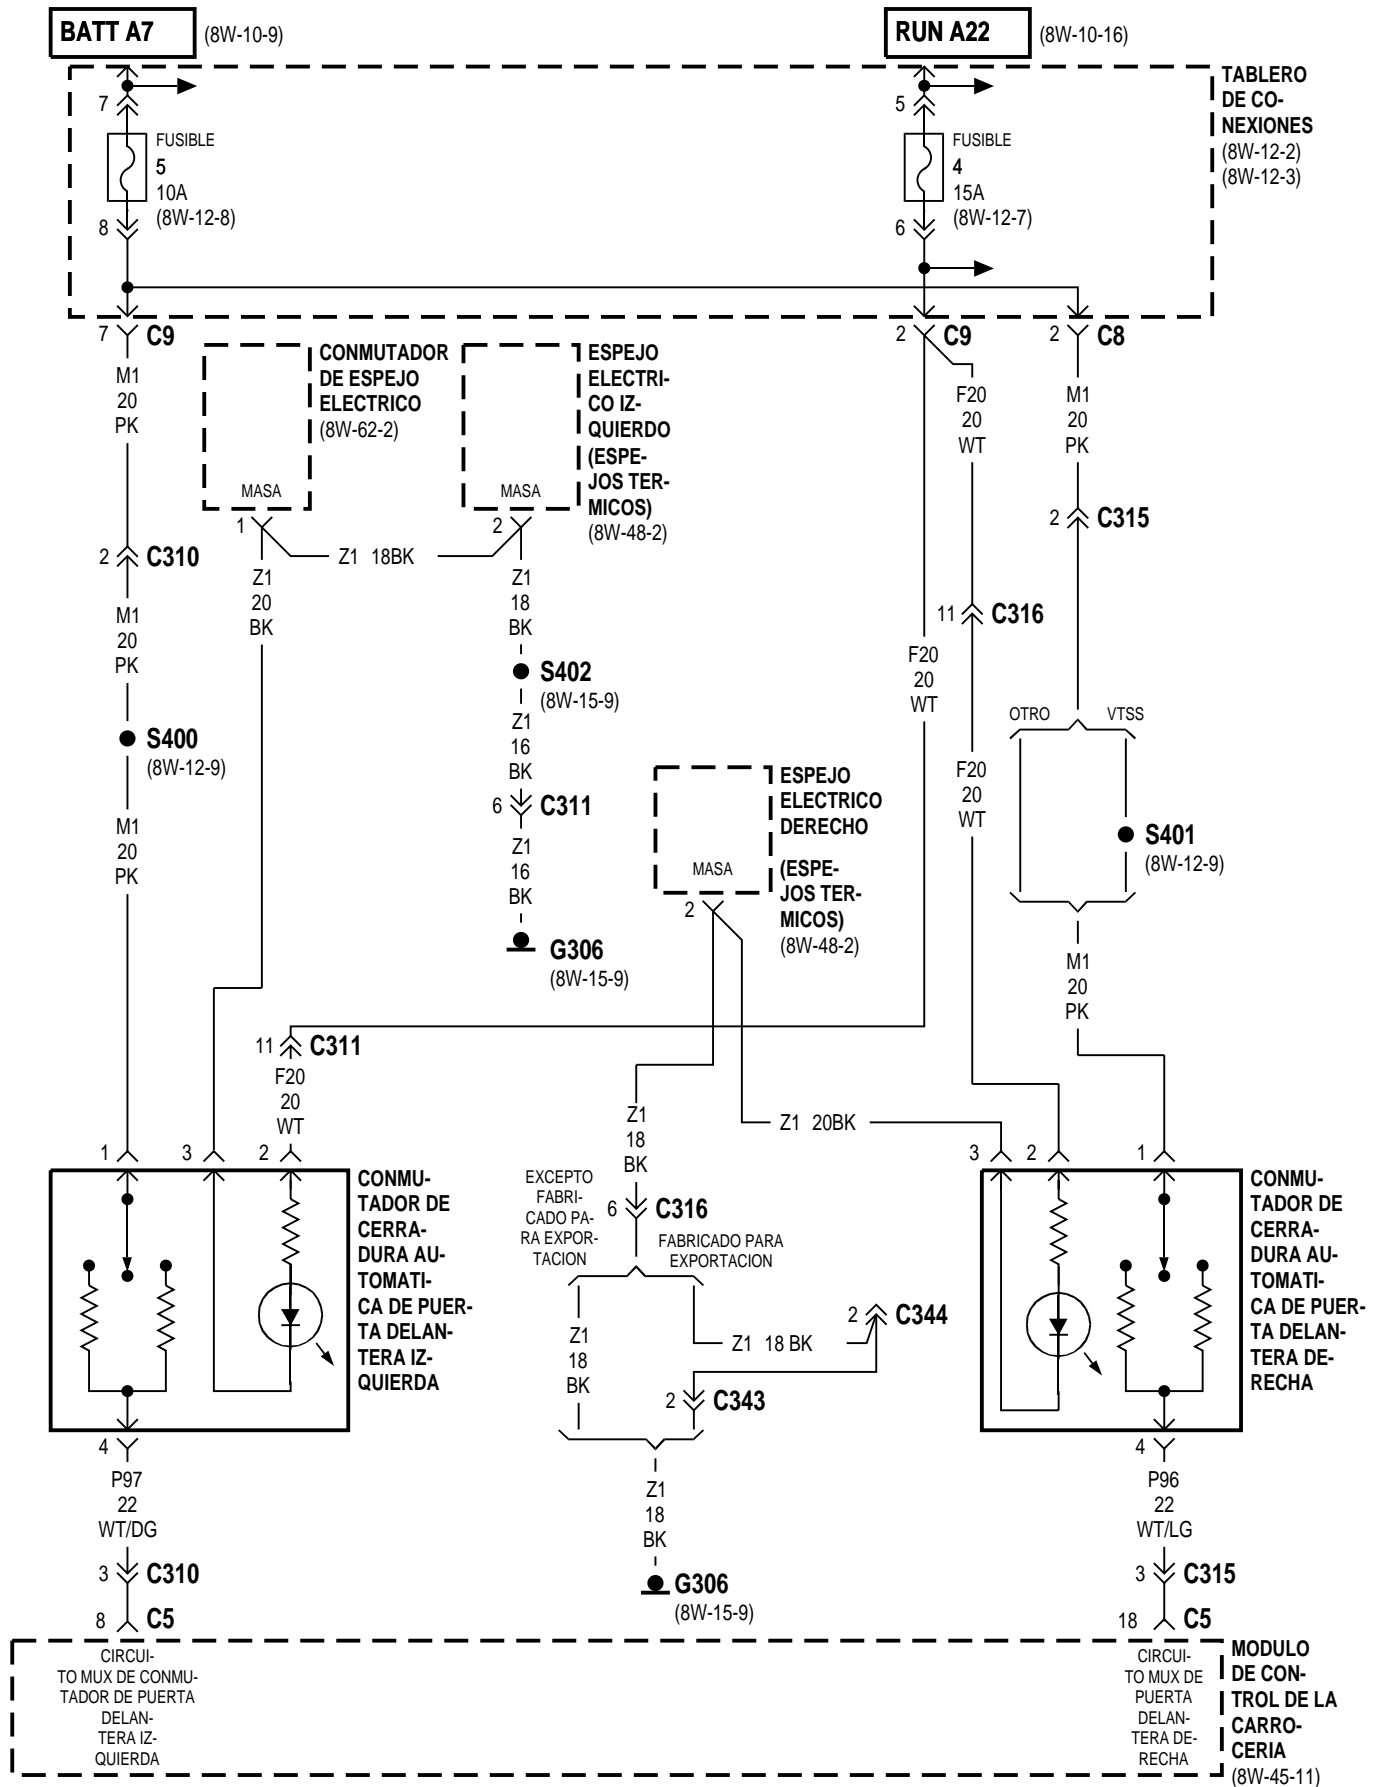 BATT A7
(8W-10-9)
RUN A22
(8W-10-16)
TABLERO
DE CO-
NEXIONES
(8W-12-2)
(8W-12-3)
7
FUSIBLE
5
10A
(8W-12-8)
8
5
FUSIBLE
4
15A
(8W-12-7)
6
7
C9
2
C9
2
C8
M1
20
PK
CONMUTADOR
DE ESPEJO
ELECTRICO
(8W-62-2)
MASA
1
ESPEJO
ELECTRI-
CO IZ-
QUIERDO
(ESPE-
JOS TER-
MICOS)
(8W-48-2)
MASA
2
F20
20
WT
M1
20
PK
2
C315
2
C310
Z1 18BK
Z1
20
BK
Z1
18
BK
M1
20
PK
11
C316
S402
(8W-15-9)
F20
20
WT
Z1
16
BK
S400
(8W-12-9)
OTRO
VTSS
F20
20
WT
6
C311
M1
20
PK
Z1
16
BK
ESPEJO
ELECTRICO
DERECHO
(ESPE-
JOS TER-
MICOS)
(8W-48-2)
MASA
2
S401
(8W-12-9)
G306
(8W-15-9)
M1
20
PK
11
C311
F20
20
WT
Z1
18
BK
Z1 20BK
1
3
2
3
2
1
CONMU-
TADOR DE
CERRA-
DURA AU-
TOMATI-
CA DE PUER-
TA DELAN-
TERA IZ-
QUIERDA
EXCEPTO
FABRI-
CADO PA-
RA EXPOR-
TACION
6
C316
FABRICADO PARA
EXPORTACION
CONMU-
TADOR DE
CERRA-
DURA AU-
TOMATI-
CA DE PUER-
TA DELAN-
TERA DE-
RECHA
Z1
18
BK
Z1 18 BK
2
C344
2
C343
4
P97
22
WT/DG
Z1
18
BK
4
P96
22
WT/LG
3
C310
G306
(8W-15-9)
3
C315
8
C5
18
C5
CIRCUI-
TO MUX DE CONMU-
TADOR DE PUERTA
DELAN-
TERA IZ-
QUIERDA
CIRCUI-
TO MUX DE
PUERTA
DELAN-
TERA DE-
RECHA
MODULO
DE CON-
TROL DE LA
CARRO-
CERIA
(8W-45-11)